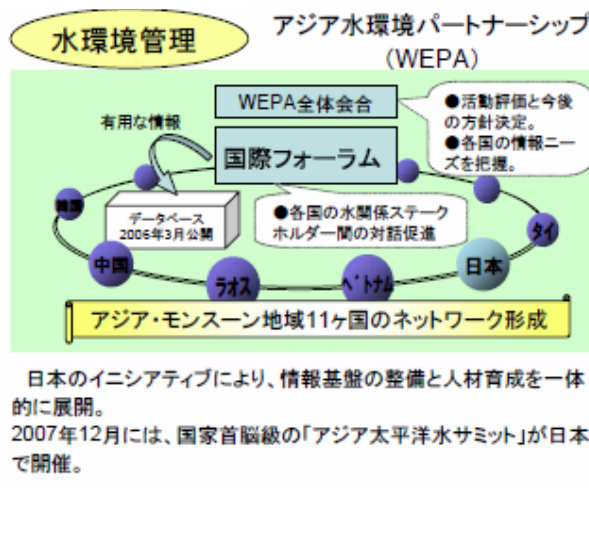 水環境管理
アジア水環境パートナーシップ
(WEPA)
WEPA全体会合
●活動評価と今後
の方針決定。
●各国の情報ニー
ズを把握。
有用な情報
国際フォーラム
データベース
2006年3月公開
●各国の水関係ステーク
ホルダー間の対話促進
韓国
中国
ラオス
ベトナム
日本
タイ
アジア・モンスーン地域11ヶ国のネットワーク形成
日本のイニシアティブにより、情報基盤の整備と人材育成を一体
的に展開。
2007年12月には、国家首脳級の「アジア太平洋水サミット」が日本
で開催。